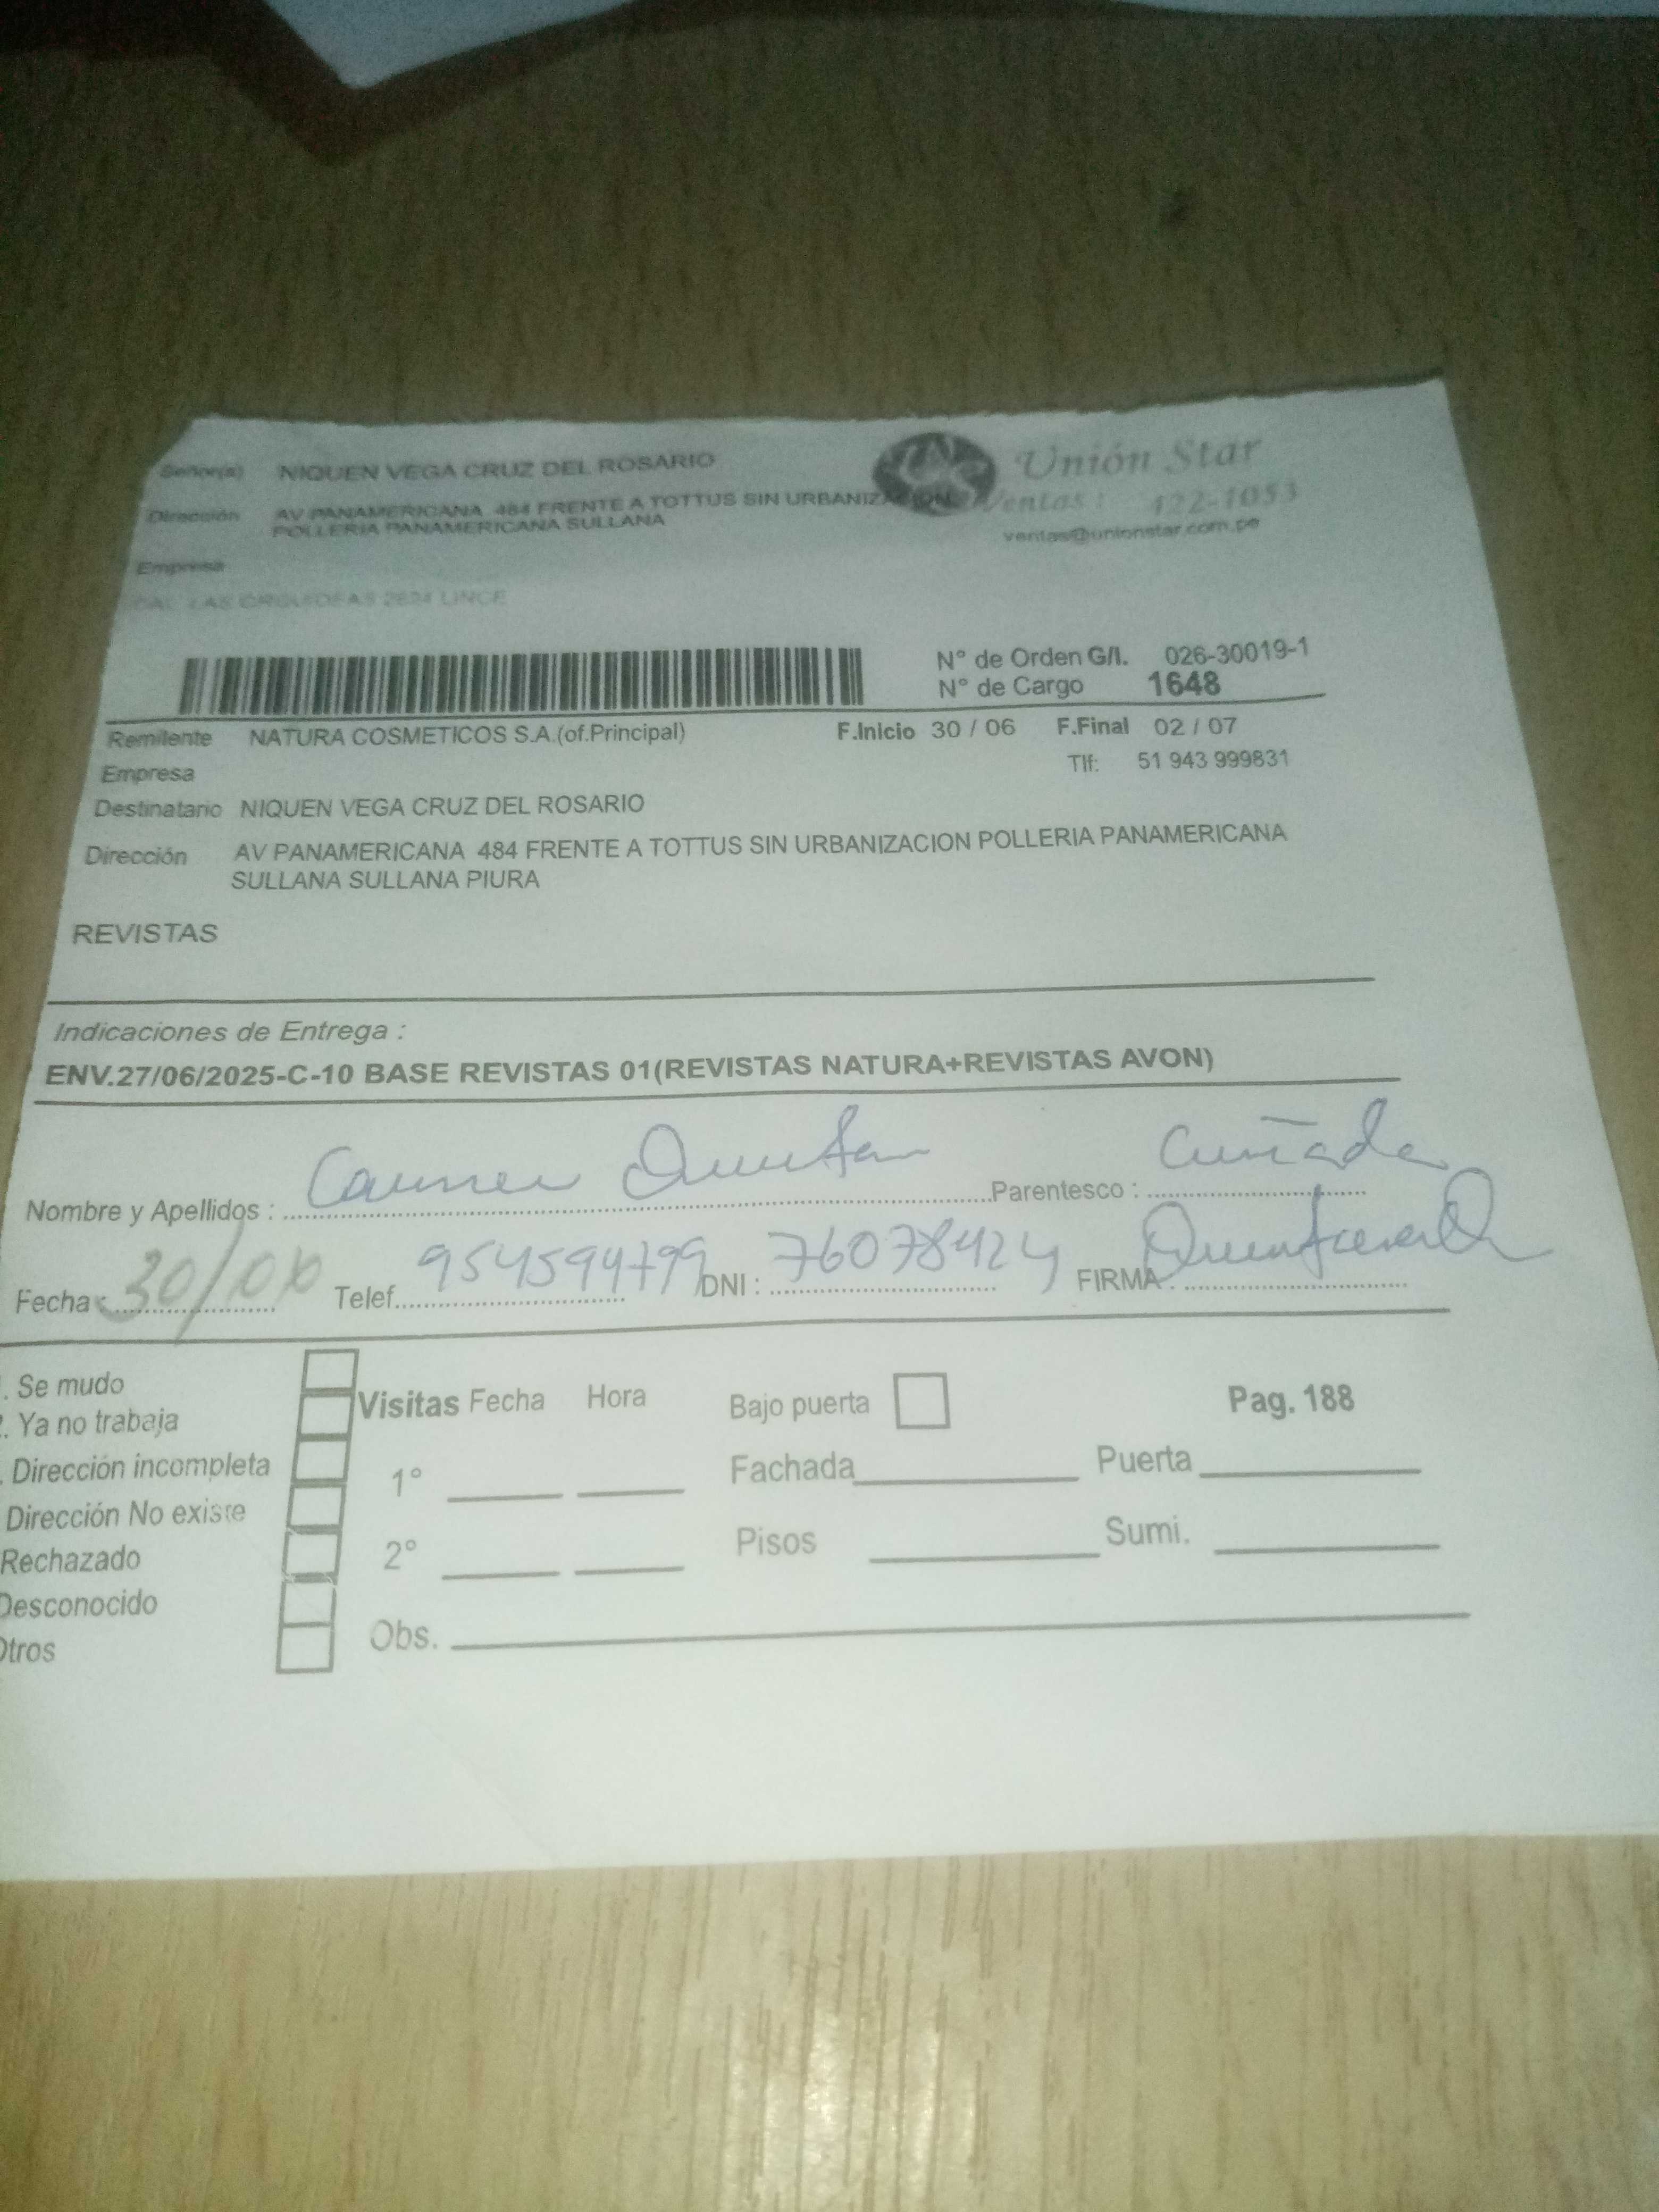 Señor(a) NIQUEN VEGA CRUZ DEL ROSARIO
Unión Star
Dirección AV PANAMERICANA 484 FRENTE A TOTTUS SIN URBANIZACION
Ventas : 422-1053
POLLERIA PANAMERICANA SULLANA
ventas@unionstar.com.pe
Empresa
CAL LAS ORQUIDEAS 2634 LINCE
N° de Orden G/I. 026-30019-1
N° de Cargo 1648
Remitente NATURA COSMETICOS S.A.(of.Principal) F.Inicio 30 / 06 F.Final 02 / 07
Empresa Tlf: 51 943 999831
Destinatario NIQUEN VEGA CRUZ DEL ROSARIO
Dirección AV PANAMERICANA 484 FRENTE A TOTTUS SIN URBANIZACION POLLERIA PANAMERICANA
SULLANA SULLANA PIURA
REVISTAS
Indicaciones de Entrega :
ENV.27/06/2025-C-10 BASE REVISTAS 01(REVISTAS NATURA+REVISTAS AVON)
Nombre y Apellidos : Carmen Parentesco : Cuñada
Fecha : 30/06 Telef. 954594799 DNI : 76078424 FIRMA :
. Se mudo
Visitas Fecha Hora Bajo puerta Pag. 188
. Ya no trabaja
. Dirección incompleta 1° Fachada Puerta
Dirección No existe
Rechazado 2° Pisos Sumi.
Desconocido
Otros Obs.